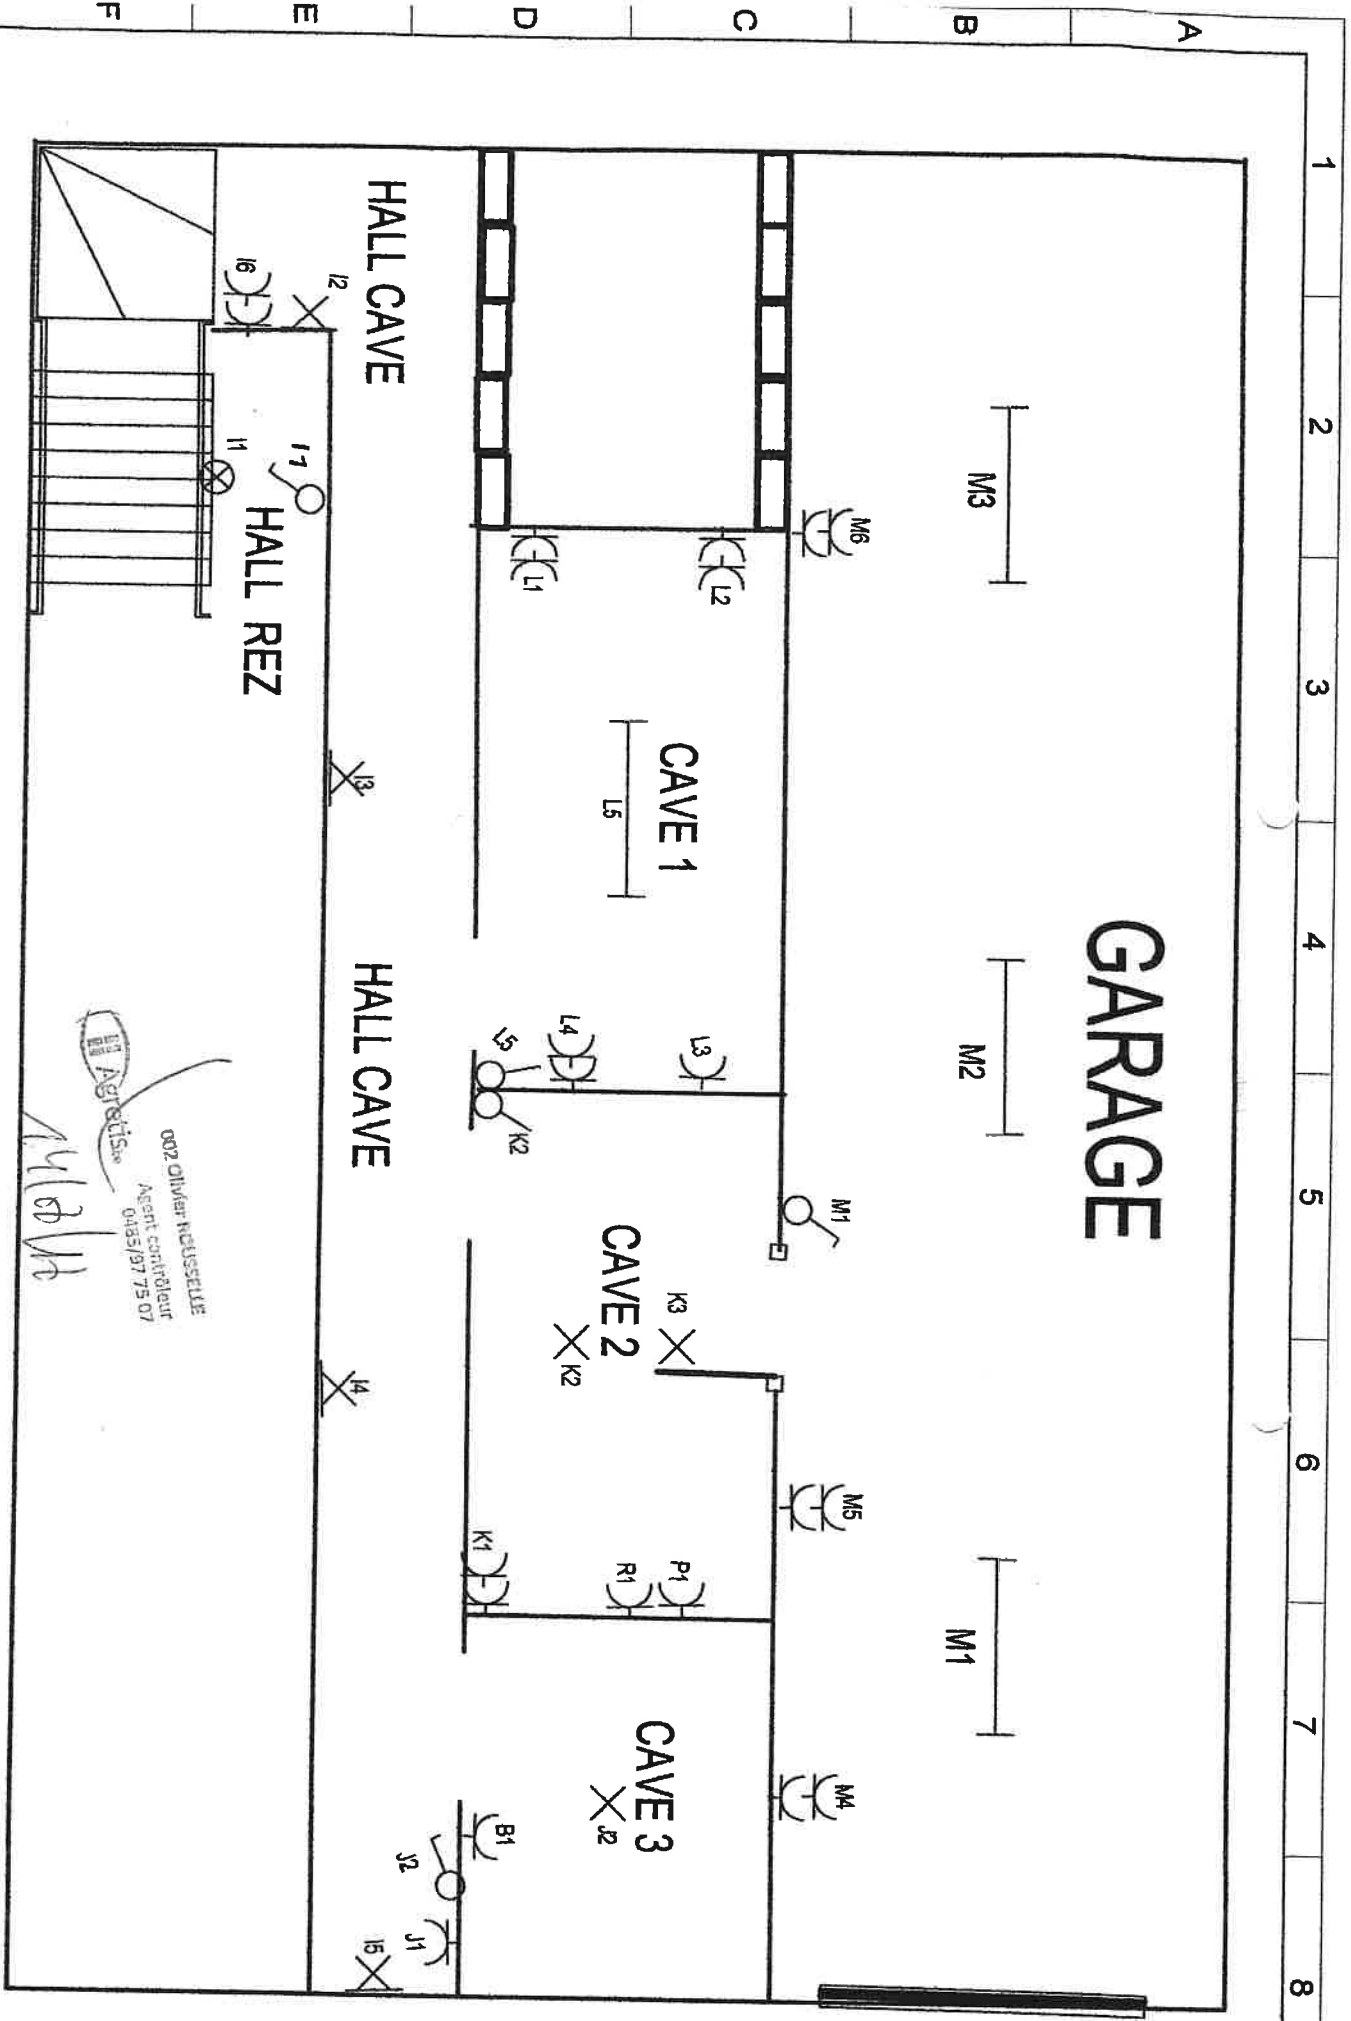 A
B
C
D
E
F
1
2
3
4
5
6
7
8
GARAGE
M3
M2
M1
M6
M1
M5
M4
CAVE 1
L2
L1
L5
L3
L4
L5
CAVE 2
K2
K3
K2
K1
R1
P1
CAVE 3
J2
B1
J2
J1
HALL CAVE
HALL CAVE
I2
I6
I3
I4
I5
HALL REZ
I1
I1
002 Olivier ROUSSELLE
Agent contrôleur
0485/97 75 07